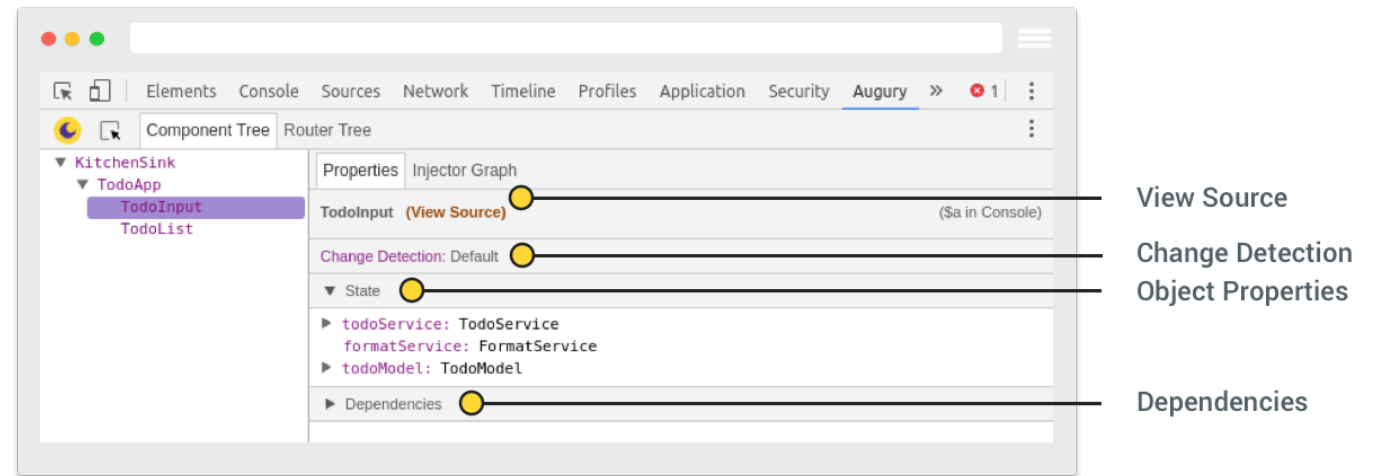 Elements Console Sources Network Timeline Profiles Application Security Augury » 1
Component Tree Router Tree
▼ KitchenSink
▼ TodoApp
TodoInput
TodoList
Properties Injector Graph
TodoInput (View Source) ($a in Console)
Change Detection: Default
▼ State
▶ todoService: TodoService
formatService: FormatService
▶ todoModel: TodoModel
▶ Dependencies
View Source
Change Detection
Object Properties
Dependencies